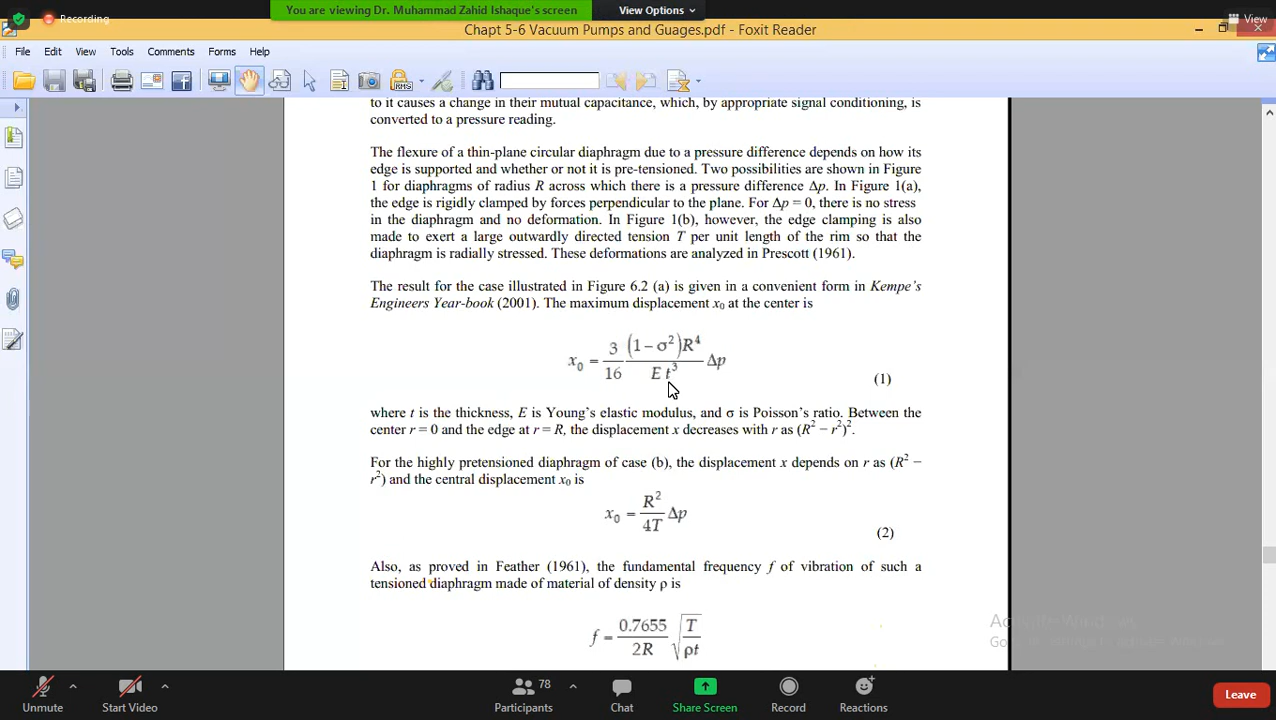 You are viewing Dr. Muhammad Zahid Ishaque's screen
View Options
Recording
View
Chapt 5-6 Vacuum Pumps and Guages.pdf - Foxit Reader
File Edit View Tools Comments Forms Help
to it causes a change in their mutual capacitance, which, by appropriate signal conditioning, is
converted to a pressure reading.
The flexure of a thin-plane circular diaphragm due to a pressure difference depends on how its
edge is supported and whether or not it is pre-tensioned. Two possibilities are shown in Figure
1 for diaphragms of radius R across which there is a pressure difference Δp. In Figure 1(a),
the edge is rigidly clamped by forces perpendicular to the plane. For Δp = 0, there is no stress
in the diaphragm and no deformation. In Figure 1(b), however, the edge clamping is also
made to exert a large outwardly directed tension T per unit length of the rim so that the
diaphragm is radially stressed. These deformations are analyzed in Prescott (1961).
The result for the case illustrated in Figure 6.2 (a) is given in a convenient form in Kempe's
Engineers Year-book (2001). The maximum displacement x₀ at the center is
x₀ = 3/16 (1 − σ²)R⁴/E t³ Δp
(1)
where t is the thickness, E is Young's elastic modulus, and σ is Poisson's ratio. Between the
center r = 0 and the edge at r = R, the displacement x decreases with r as (R² − r²)².
For the highly pretensioned diaphragm of case (b), the displacement x depends on r as (R² −
r²) and the central displacement x₀ is
x₀ = R²/4T Δp
(2)
Also, as proved in Feather (1961), the fundamental frequency f of vibration of such a
tensioned diaphragm made of material of density ρ is
f = 0.7655/2R √T/ρt
Unmute
Start Video
78
Participants
Chat
Share Screen
Record
Reactions
Leave